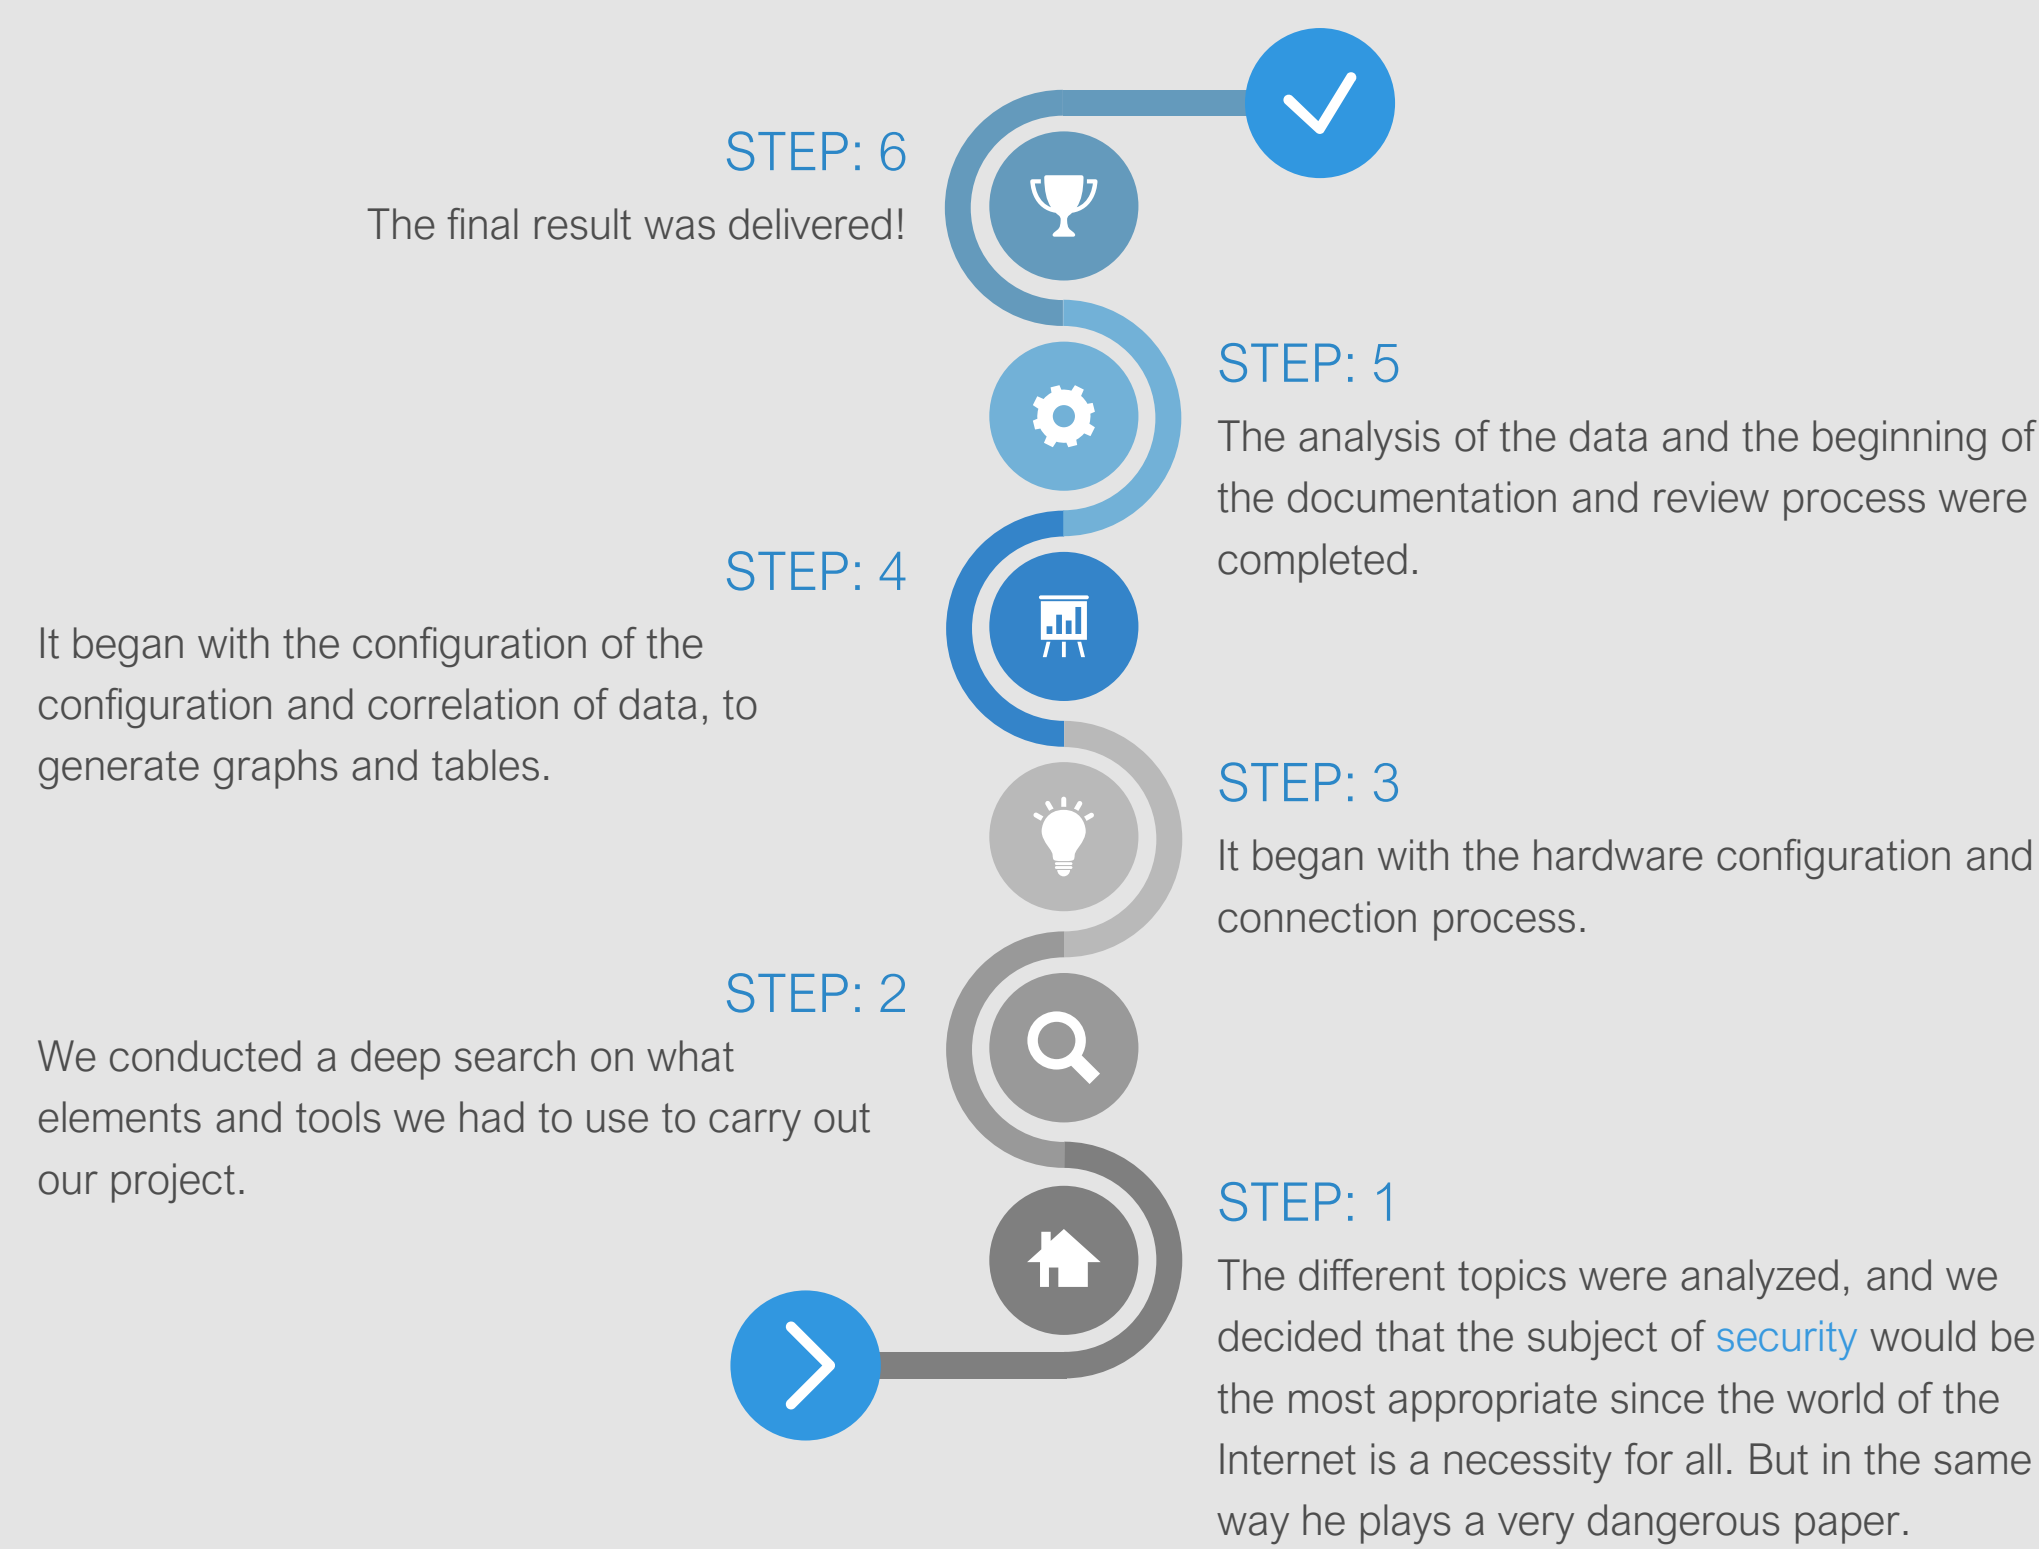 STEP: 6
The final result was delivered!
STEP: 5
The analysis of the data and the beginning of
the documentation and review process were
completed.
STEP: 4
It began with the configuration of the
configuration and correlation of data, to
generate graphs and tables.
STEP: 3
It began with the hardware configuration and
connection process.
STEP: 2
We conducted a deep search on what
elements and tools we had to use to carry out
our project.
STEP: 1
The different topics were analyzed, and we
decided that the subject of security would be
the most appropriate since the world of the
Internet is a necessity for all. But in the same
way he plays a very dangerous paper.